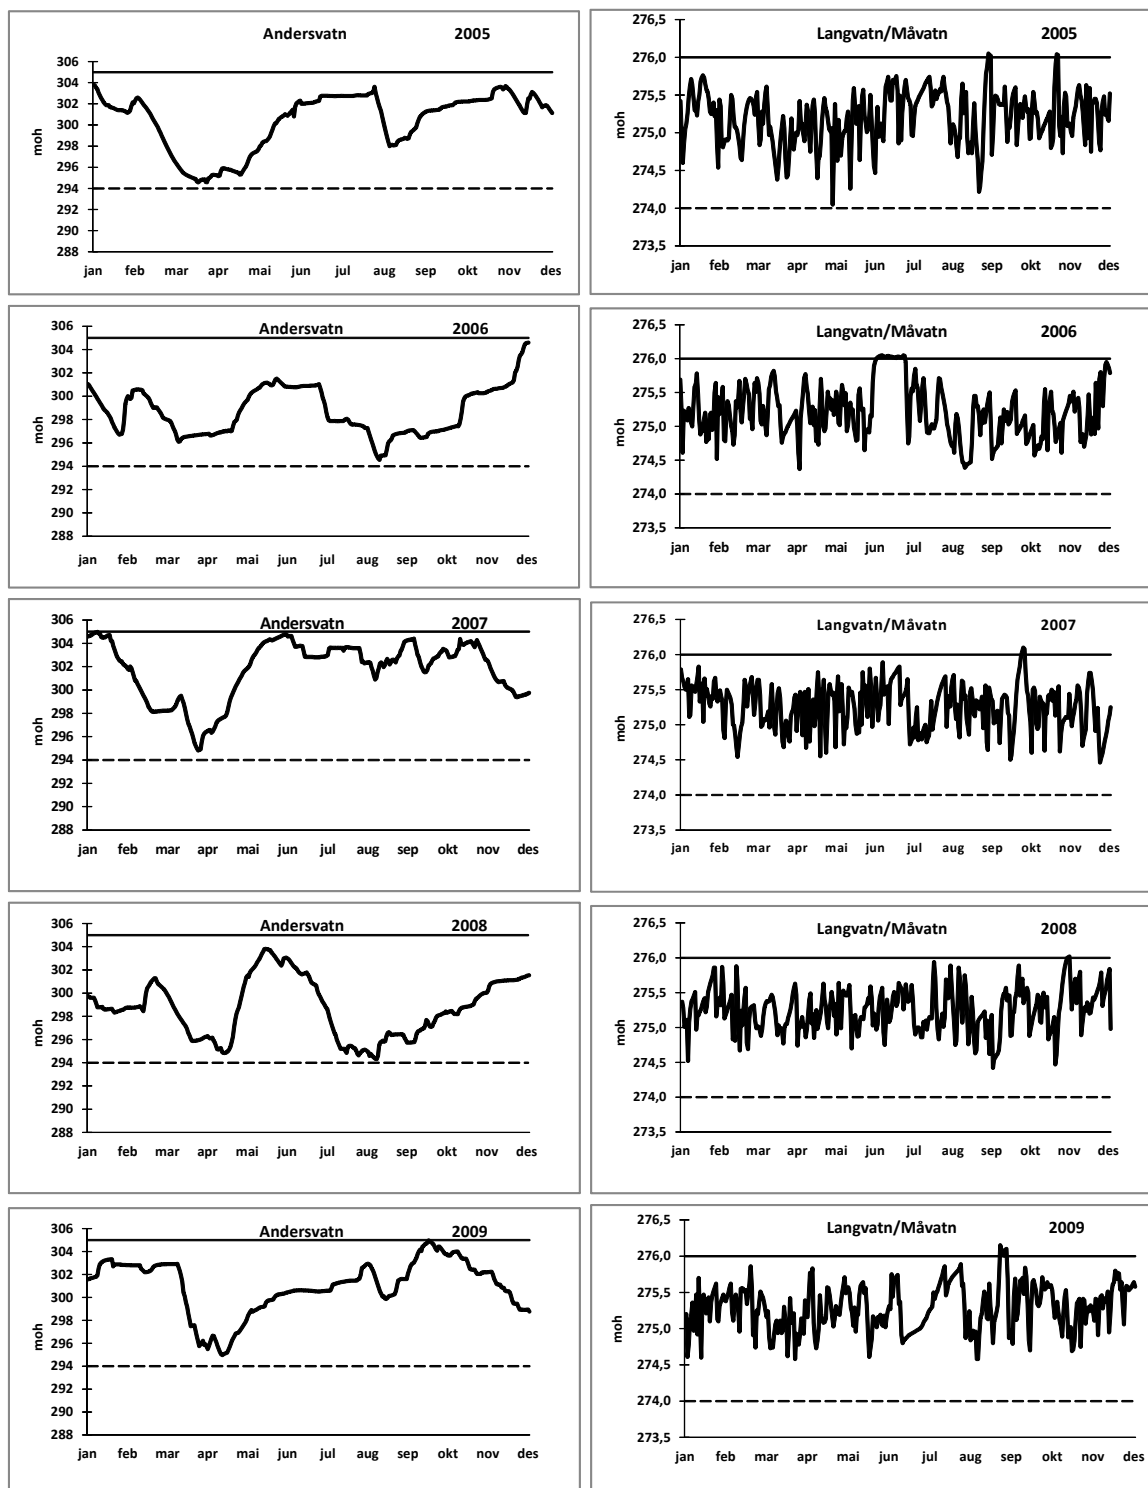 Andersvatn 2005
306
304
302
300
298
296
294
292
290
288
moh
jan feb mar apr mai jun jul aug sep okt nov des
Langvatn/Måvatn 2005
276,5
276,0
275,5
275,0
274,5
274,0
273,5
moh
jan feb mar apr mai jun jul aug sep okt nov des
Andersvatn 2006
306
304
302
300
298
296
294
292
290
288
moh
jan feb mar apr mai jun jul aug sep okt nov des
Langvatn/Måvatn 2006
276,5
276,0
275,5
275,0
274,5
274,0
273,5
moh
jan feb mar apr mai jun jul aug sep okt nov des
Andersvatn 2007
306
304
302
300
298
296
294
292
290
288
moh
jan feb mar apr mai jun jul aug sep okt nov des
Langvatn/Måvatn 2007
276,5
276,0
275,5
275,0
274,5
274,0
273,5
moh
jan feb mar apr mai jun jul aug sep okt nov des
Andersvatn 2008
306
304
302
300
298
296
294
292
290
288
moh
jan feb mar apr mai jun jul aug sep okt nov des
Langvatn/Måvatn 2008
276,5
276,0
275,5
275,0
274,5
274,0
273,5
moh
jan feb mar apr mai jun jul aug sep okt nov des
Andersvatn 2009
306
304
302
300
298
296
294
292
290
288
moh
jan feb mar apr mai jun jul aug sep okt nov des
Langvatn/Måvatn 2009
276,5
276,0
275,5
275,0
274,5
274,0
273,5
moh
jan feb mar apr mai jun jul aug sep okt nov des